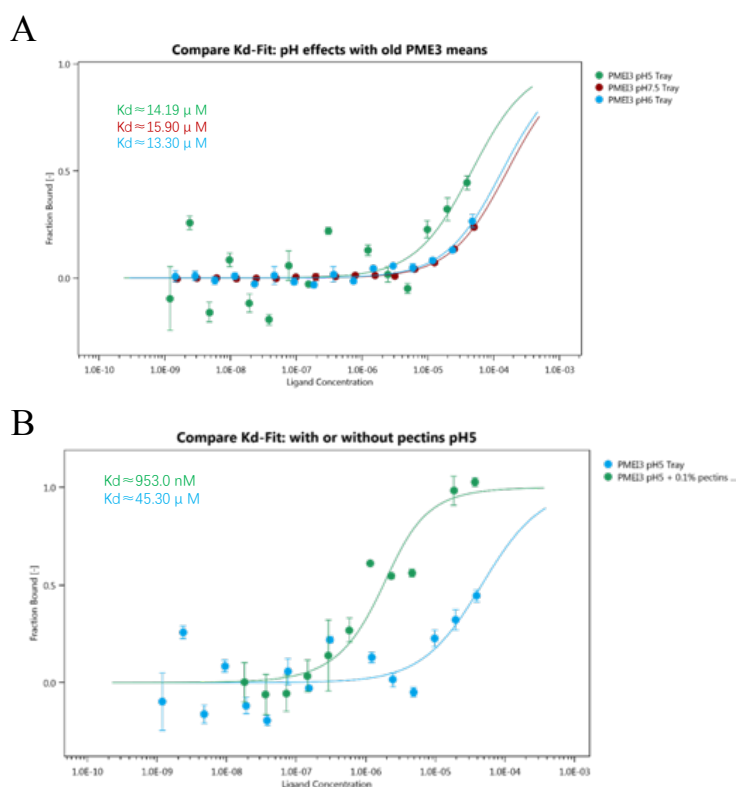 A
Compare Kd-Fit: pH effects with old PME3 means
PMEI3 pH5 Tray
PMEI3 pH7.5 Tray
PMEI3 pH6 Tray
Kd≈14.19 μ M
Kd≈15.90 μ M
Kd≈13.30 μ M
1.0
0.5
0.0
Fraction Bound [-]
1.0E-10 1.0E-09 1.0E-08 1.0E-07 1.0E-06 1.0E-05 1.0E-04 1.0E-03
Ligand Concentration
B
Compare Kd-Fit: with or without pectins pH5
PMEI3 pH5 Tray
PMEI3 pH5 + 0.1% pectins ...
Kd≈953.0 nM
Kd≈45.30 μ M
1.0
0.5
0.0
Fraction Bound [-]
1.0E-10 1.0E-09 1.0E-08 1.0E-07 1.0E-06 1.0E-05 1.0E-04 1.0E-03
Ligand Concentration